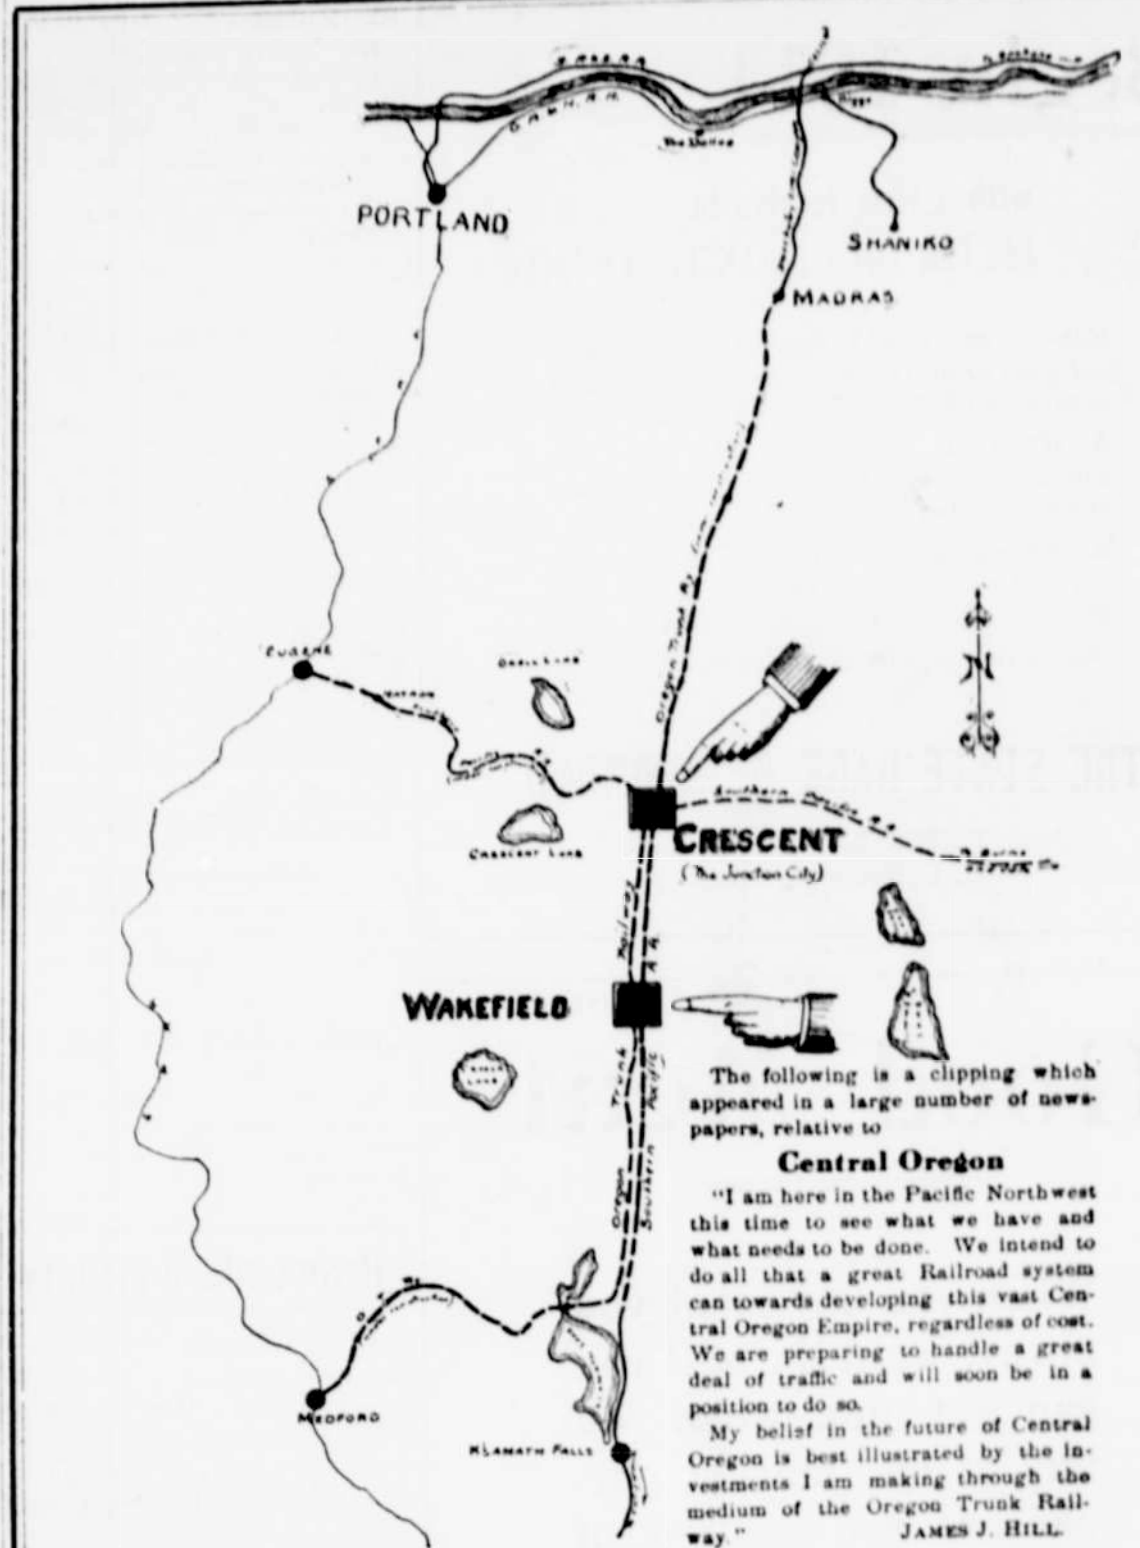 The Dalles
PORTLAND
SHANIKO
MADRAS
Oregon Trunk Ry
EUGENE
ODELL LAKE
Southern Pacific R.R.
CRESCENT
(The Junction City)
CRESCENT LAKE
Railway
R.R.
WAKEFIELD
Trunk
Pacific
Oregon
Southern
MEDFORD
KLAMATH FALLS
N
The following is a clipping which
appeared in a large number of news-
papers, relative to
Central Oregon
"I am here in the Pacific Northwest
this time to see what we have and
what needs to be done. We intend to
do all that a great Railroad system
can towards developing this vast Cen-
tral Oregon Empire, regardless of cost.
We are preparing to handle a great
deal of traffic and will soon be in a
position to do so.
My belief in the future of Central
Oregon is best illustrated by the in-
vestments I am making through the
medium of the Oregon Trunk Rail-
way."
JAMES J. HILL.